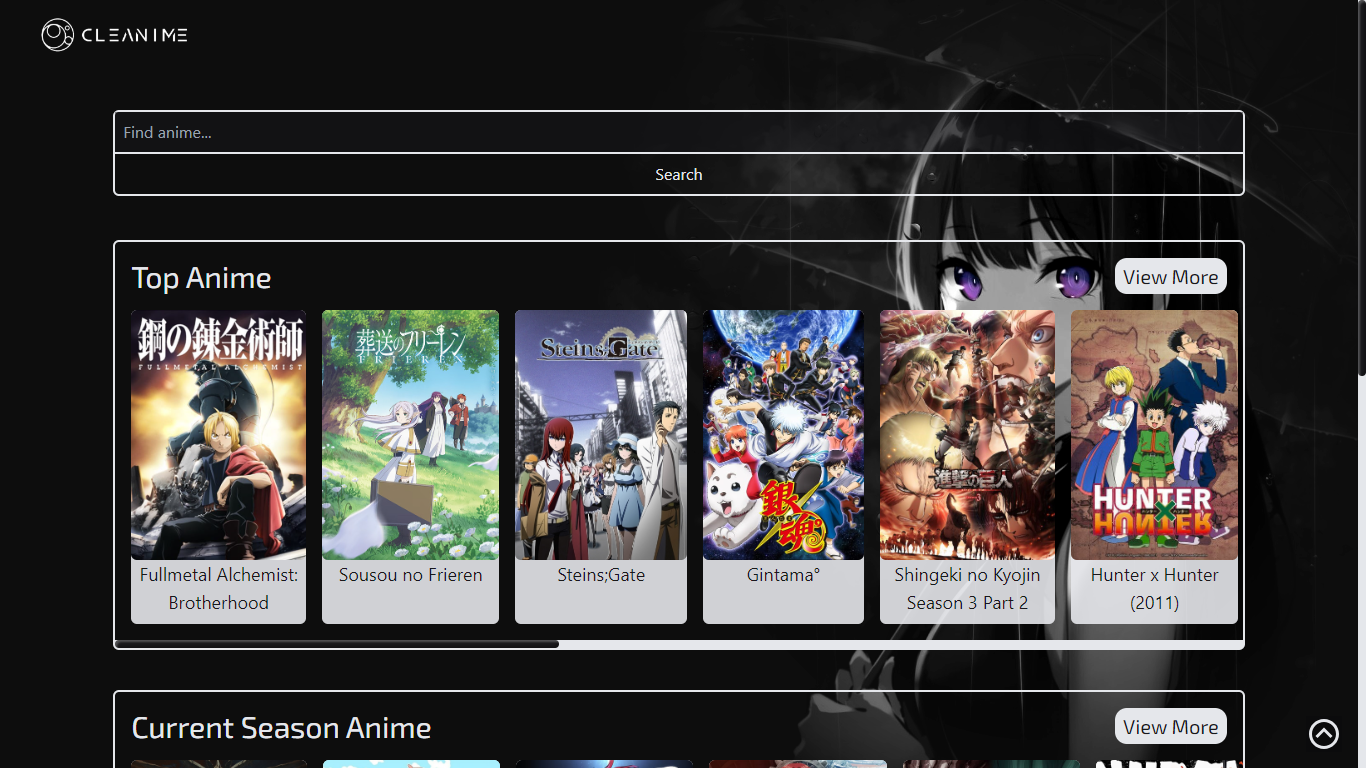 CLEANIME
Find anime...
Search
Top Anime
View More
鋼の錬金術師
FULLMETAL ALCHEMIST
葬送のフリーレン
FRIEREN
Steins;Gate
銀魂°
進撃の巨人
HUNTER
×
HUNTER
Fullmetal Alchemist:
Brotherhood
Sousou no Frieren
Steins;Gate
Gintama°
Shingeki no Kyojin
Season 3 Part 2
Hunter x Hunter
(2011)
Current Season Anime
View More